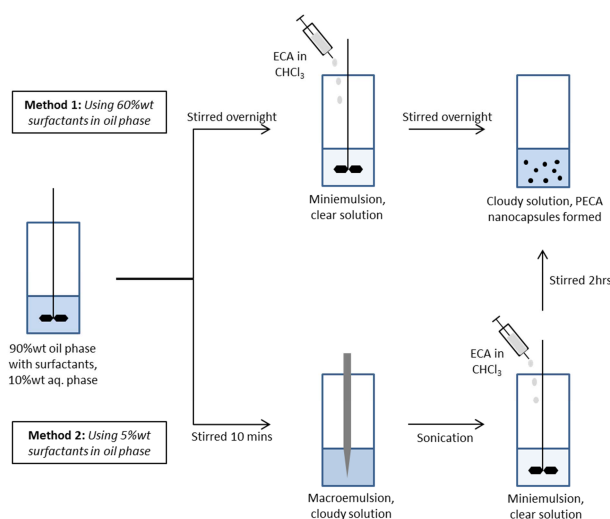 ECA in
CHCl₃
Method 1: Using 60%wt
surfactants in oil phase
Stirred overnight
Stirred overnight
Miniemulsion,
clear solution
Cloudy solution, PECA
nanocapsules formed
Stirred 2hrs
90%wt oil phase
with surfactants,
10%wt aq. phase
ECA in
CHCl₃
Method 2: Using 5%wt
surfactants in oil phase
Stirred 10 mins
Sonication
Macroemulsion,
cloudy solution
Miniemulsion,
clear solution